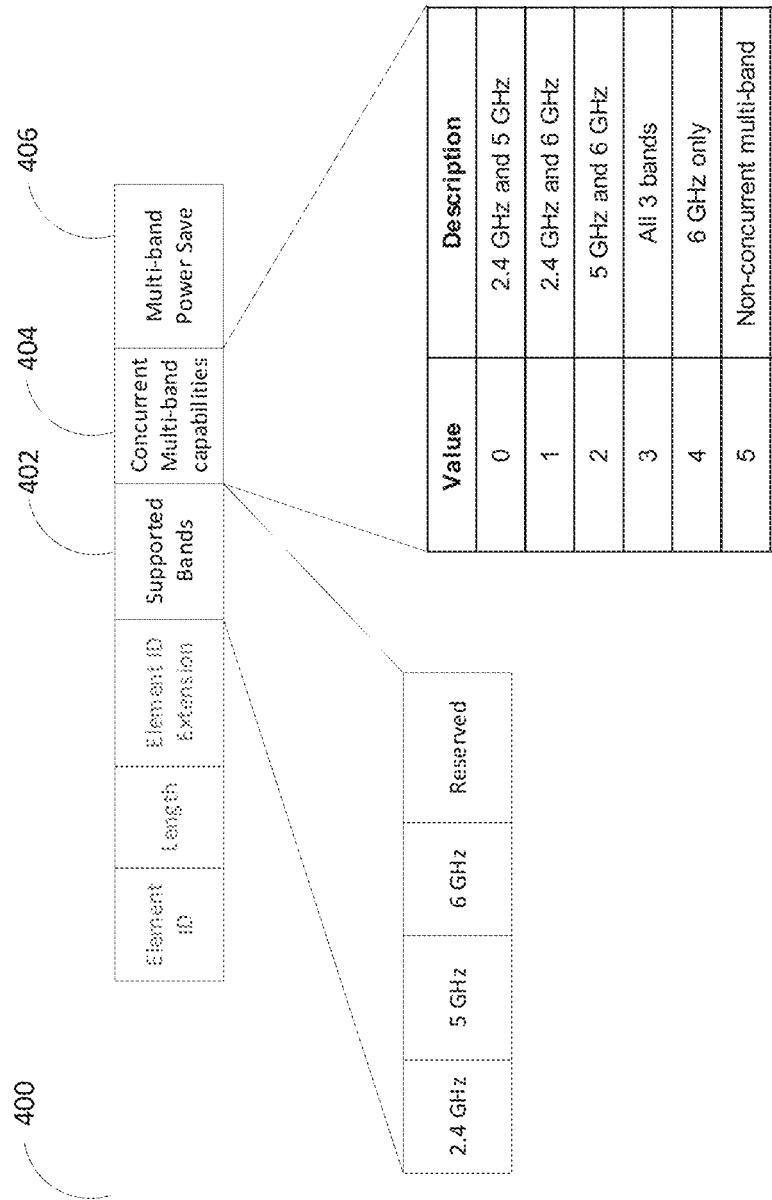 400
402
404
406
Element
ID
Length
Element ID
Extension
Supported
Bands
Concurrent
Multi-band
capabilities
Multi-band
Power Save
2.4 GHz
5 GHz
6 GHz
Reserved
Value Description
0 2.4 GHz and 5 GHz
1 2.4 GHz and 6 GHz
2 5 GHz and 6 GHz
3 All 3 bands
4 6 GHz only
5 Non-concurrent multi-band